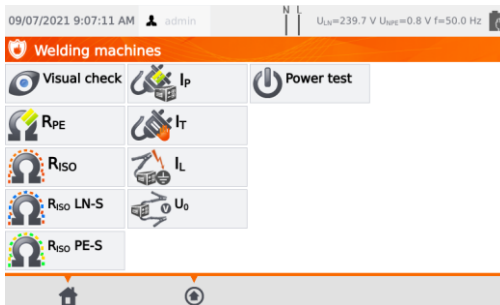 09/07/2021 9:07:11 AM admin N L ULN=239.7 V UNPE=0.8 V f=50.0 Hz
Welding machines
Visual check IP Power test
RPE IT
RISO IL
RISO LN-S U0
RISO PE-S